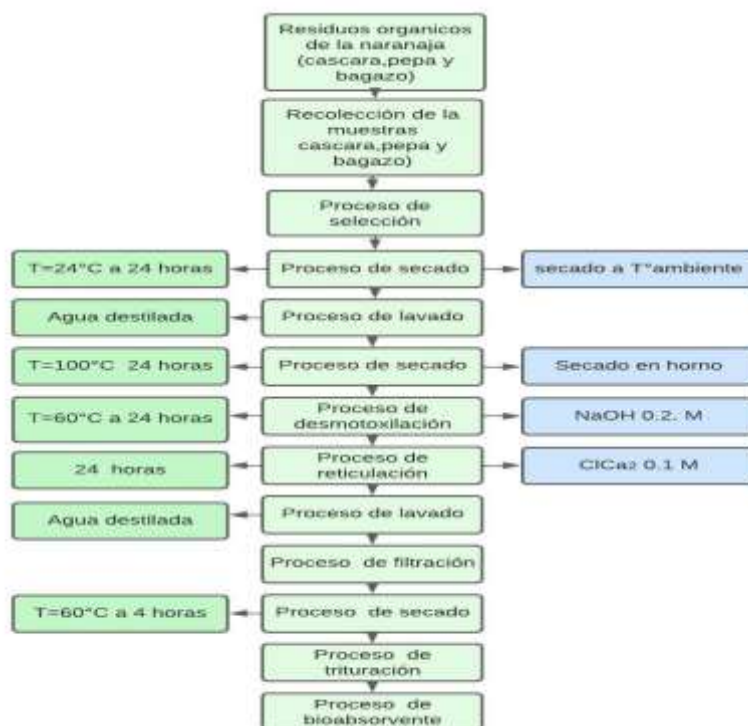 Residuos organicos
de la naranaja
(cascara,pepa y
bagazo)
Recolección de la
muestras
cascara,pepa y
bagazo)
Proceso de
selección
T=24°C a 24 horas
Proceso de secado
secado a T°ambiente
Agua destilada
Proceso de lavado
T=100°C 24 horas
Proceso de secado
Secado en horno
T=60°C a 24 horas
Proceso de
desmotoxilación
NaOH 0.2. M
24 horas
Proceso de
reticulación
ClCa2 0.1 M
Agua destilada
Proceso de lavado
Proceso de filtración
T=60°C a 4 horas
Proceso de secado
Proceso de
trituración
Proceso de
bioabsorvente